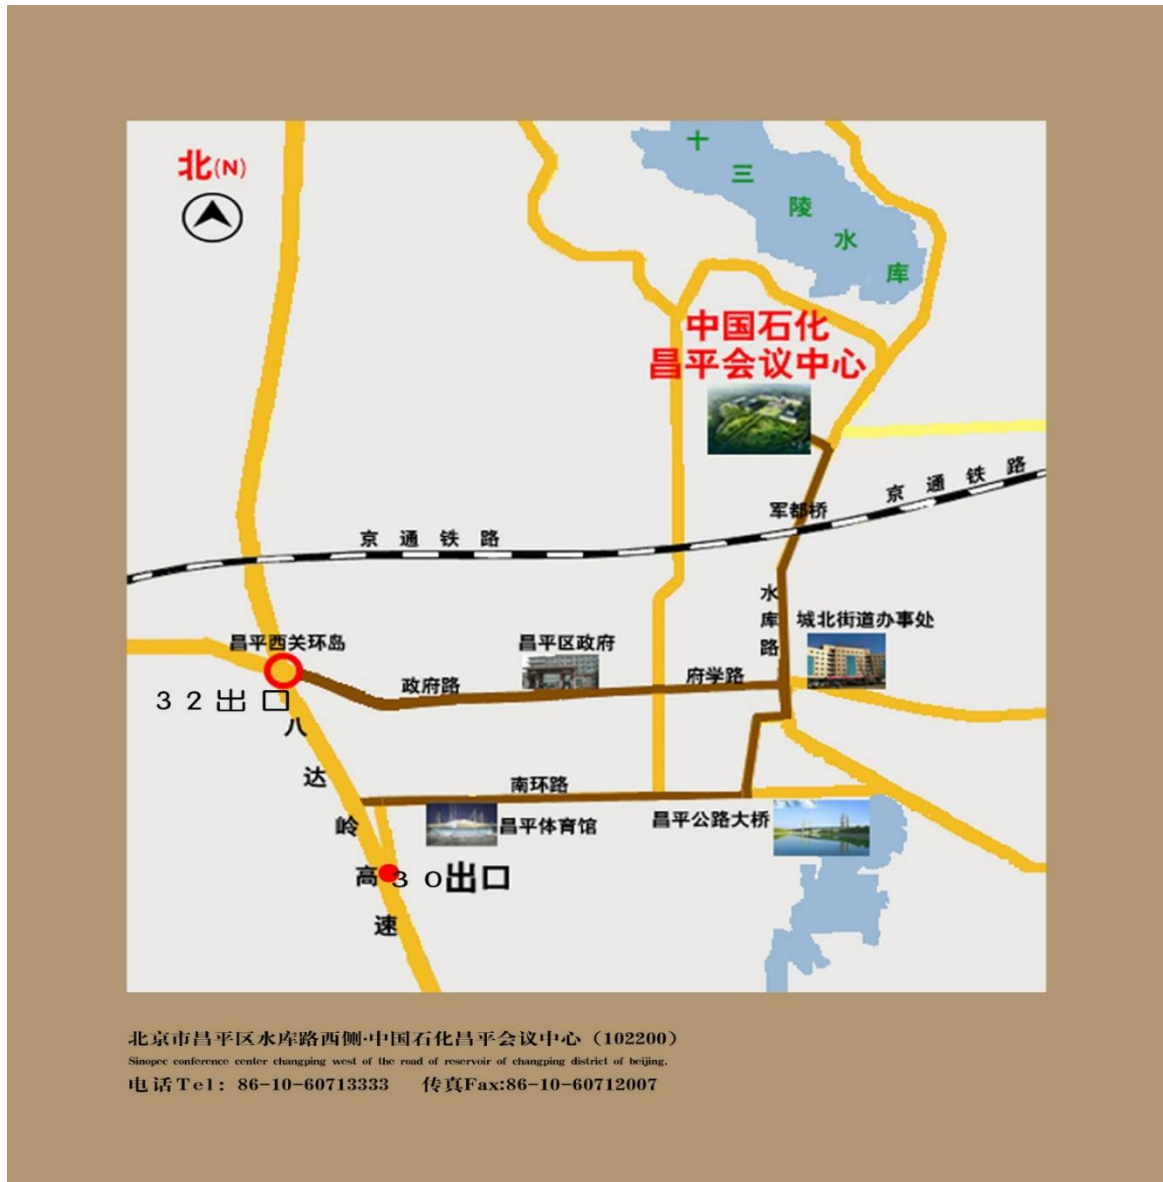 北(N)
十三陵水库
中国石化
昌平会议中心
京通铁路
军都桥
京通铁路
水库路
城北街道办事处
昌平西关环岛
昌平区政府
32出口
政府路
府学路
八达岭高速
南环路
昌平体育馆
昌平公路大桥
30出口
北京市昌平区水库路西侧·中国石化昌平会议中心（102200）
Sinopec conference center changping west of the road of reservoir of changping district of beijing.
电话Tel: 86-10-60713333 传真Fax:86-10-60712007